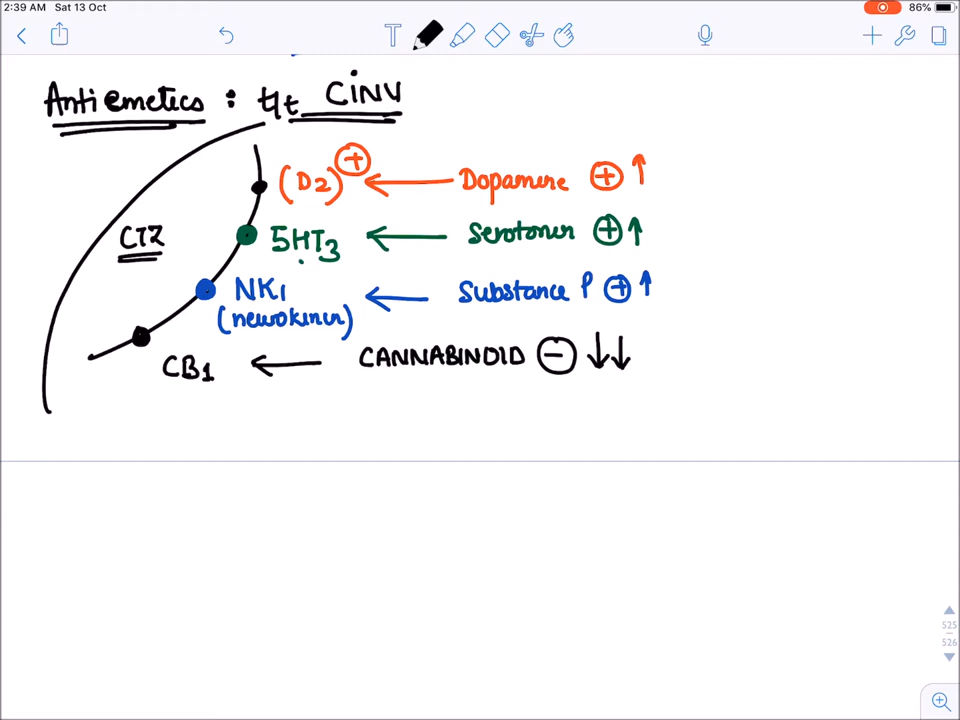 2:39 AM Sat 13 Oct 86%
T
Antiemetics : CINV
(D2) + ← Dopamine + ↑
CTZ
5HT3 ← Serotonin + ↑
NK1 ← Substance P + ↑
(neurokinin)
CB1 ← CANNABINOID − ↓↓
525
526